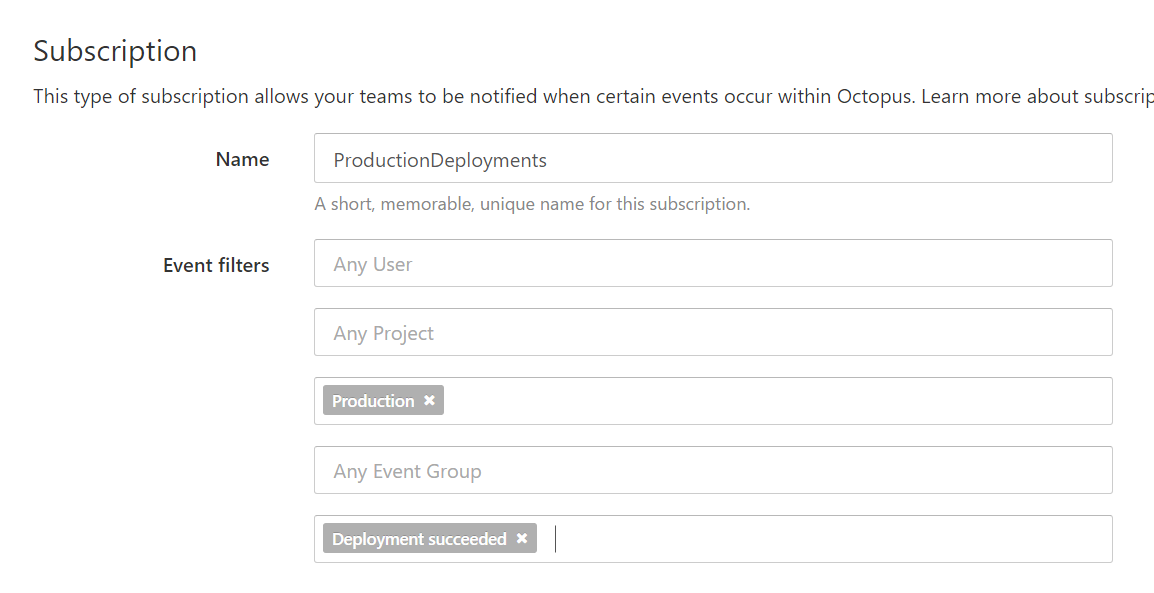 Subscription
This type of subscription allows your teams to be notified when certain events occur within Octopus. Learn more about subscrip
Name
ProductionDeployments
A short, memorable, unique name for this subscription.
Event filters
Any User
Any Project
Production ✖
Any Event Group
Deployment succeeded ✖